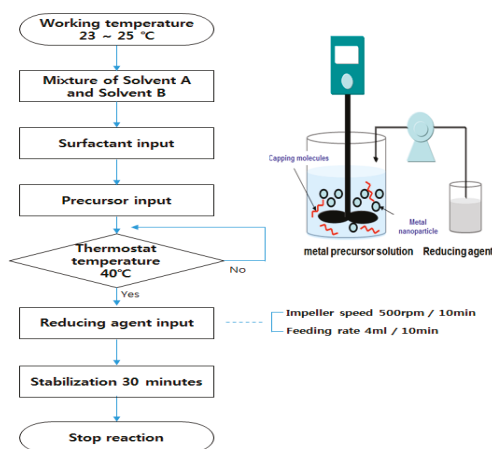 Working temperature
23 ~ 25 ℃
Mixture of Solvent A
and Solvent B
Surfactant input
Precursor input
Thermostat
temperature
40℃
No
Yes
Reducing agent input
Impeller speed 500rpm / 10min
Feeding rate 4ml / 10min
Stabilization 30 minutes
Stop reaction
Capping molecules
Metal
nanoparticle
metal precursor solution
Reducing agent